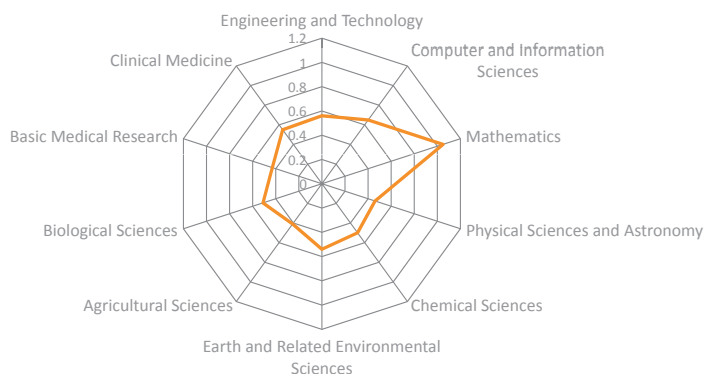 Engineering and Technology
1.2
Clinical Medicine
Computer and Information
Sciences
1
0.8
0.6
Basic Medical Research
Mathematics
0.4
0.2
0
Biological Sciences
Physical Sciences and Astronomy
Agricultural Sciences
Chemical Sciences
Earth and Related Environmental
Sciences